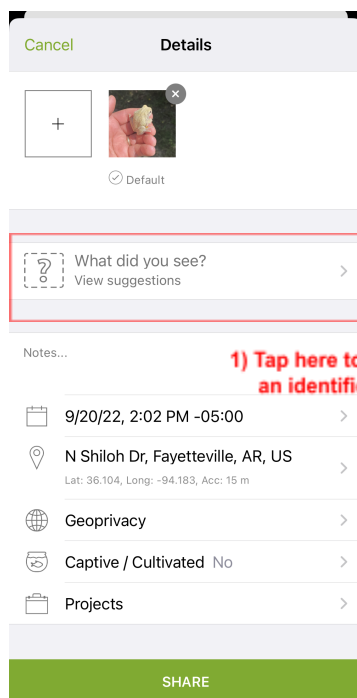 Cancel Details
+
Default
What did you see?
View suggestions
Notes...
1) Tap here to
an identifi
9/20/22, 2:02 PM -05:00
N Shiloh Dr, Fayetteville, AR, US
Lat: 36.104, Long: -94.183, Acc: 15 m
Geoprivacy
Captive / Cultivated No
Projects
SHARE